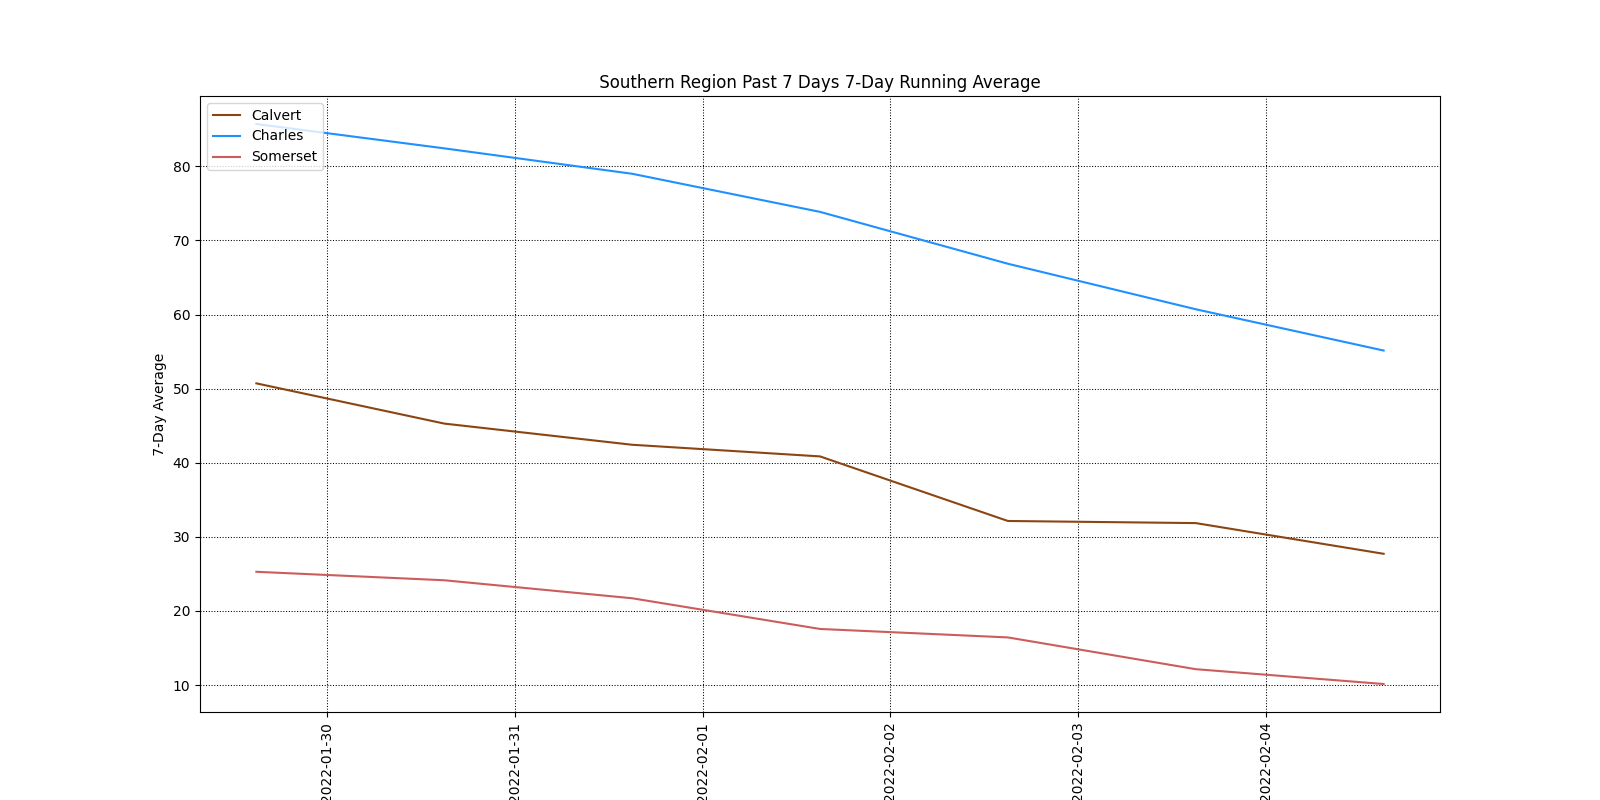 Southern Region Past 7 Days 7-Day Running Average
Calvert
Charles
Somerset
7-Day Average
80
70
60
50
40
30
20
10
2022-01-30
2022-01-31
2022-02-01
2022-02-02
2022-02-03
2022-02-04